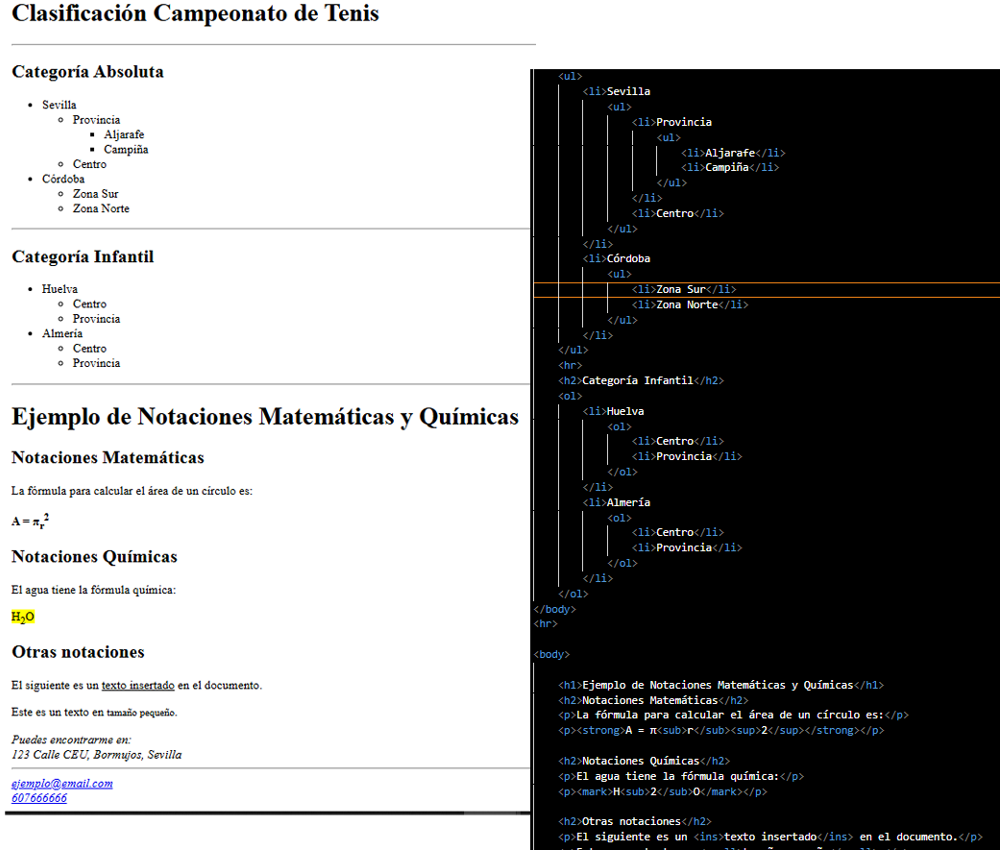 Clasificación Campeonato de Tenis
Categoría Absoluta
Sevilla
Provincia
Aljarafe
Campiña
Centro
Córdoba
Zona Sur
Zona Norte
Categoría Infantil
Huelva
Centro
Provincia
Almería
Centro
Provincia
Ejemplo de Notaciones Matemáticas y Químicas
Notaciones Matemáticas
La fórmula para calcular el área de un círculo es:
A = πᵣ²
Notaciones Químicas
El agua tiene la fórmula química:
H₂O
Otras notaciones
El siguiente es un texto insertado en el documento.
Este es un texto en tamaño pequeño.
Puedes encontrarme en:
123 Calle CEU, Bormujos, Sevilla
ejemplo@email.com
607666666
<ul>
<li>Sevilla
<ul>
<li>Provincia
<ul>
<li>Aljarafe</li>
<li>Campiña</li>
</ul>
</li>
<li>Centro</li>
</ul>
</li>
<li>Córdoba
<ul>
<li>Zona Sur</li>
<li>Zona Norte</li>
</ul>
</li>
</ul>
<hr>
<h2>Categoría Infantil</h2>
<ol>
<li>Huelva
<ol>
<li>Centro</li>
<li>Provincia</li>
</ol>
</li>
<li>Almería
<ol>
<li>Centro</li>
<li>Provincia</li>
</ol>
</li>
</ol>
</body>
<hr>
<body>
<h1>Ejemplo de Notaciones Matemáticas y Químicas</h1>
<h2>Notaciones Matemáticas</h2>
<p>La fórmula para calcular el área de un círculo es:</p>
<p><strong>A = π<sub>r</sub><sup>2</sup></strong></p>
<h2>Notaciones Químicas</h2>
<p>El agua tiene la fórmula química:</p>
<p><mark>H<sub>2</sub>O</mark></p>
<h2>Otras notaciones</h2>
<p>El siguiente es un <ins>texto insertado</ins> en el documento.</p>